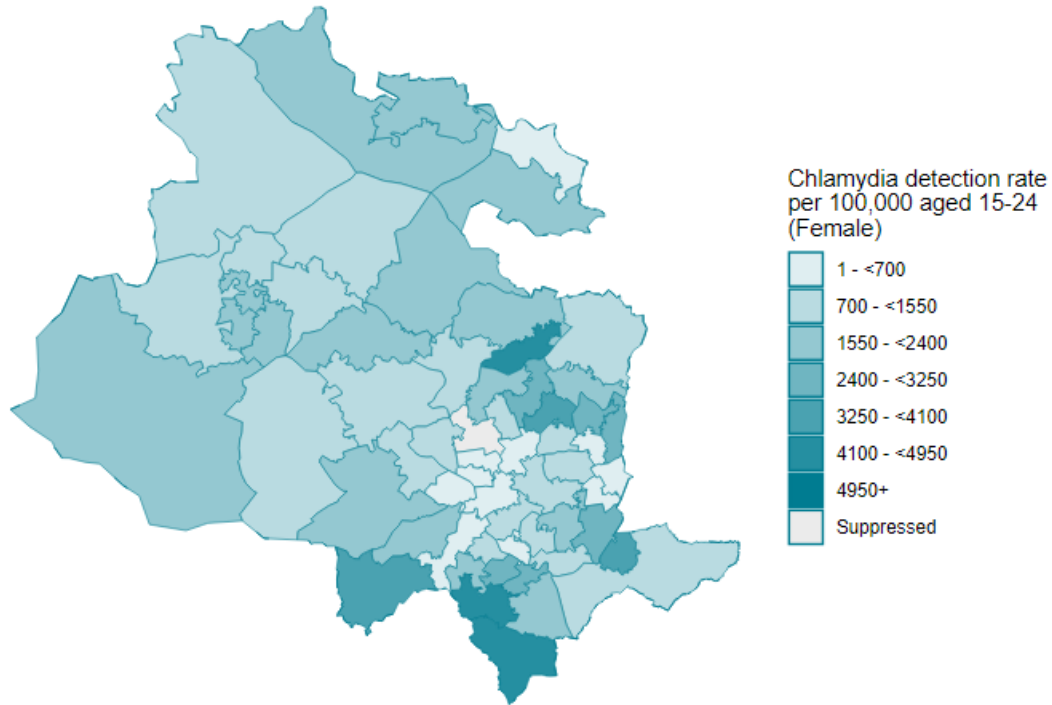 Chlamydia detection rate
per 100,000 aged 15-24
(Female)
1 - <700
700 - <1550
1550 - <2400
2400 - <3250
3250 - <4100
4100 - <4950
4950+
Suppressed